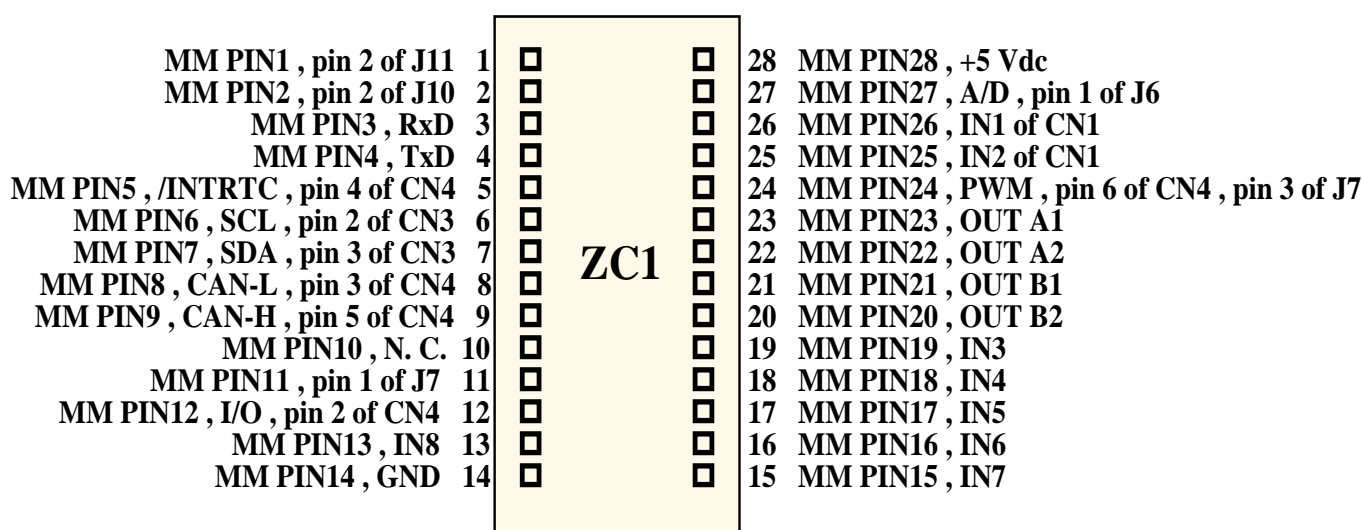 MM PIN1 , pin 2 of J11 1
MM PIN2 , pin 2 of J10 2
MM PIN3 , RxD 3
MM PIN4 , TxD 4
MM PIN5 , /INTRTC , pin 4 of CN4 5
MM PIN6 , SCL , pin 2 of CN3 6
MM PIN7 , SDA , pin 3 of CN3 7
MM PIN8 , CAN-L , pin 3 of CN4 8
MM PIN9 , CAN-H , pin 5 of CN4 9
MM PIN10 , N. C. 10
MM PIN11 , pin 1 of J7 11
MM PIN12 , I/O , pin 2 of CN4 12
MM PIN13 , IN8 13
MM PIN14 , GND 14
ZC1
28 MM PIN28 , +5 Vdc
27 MM PIN27 , A/D , pin 1 of J6
26 MM PIN26 , IN1 of CN1
25 MM PIN25 , IN2 of CN1
24 MM PIN24 , PWM , pin 6 of CN4 , pin 3 of J7
23 MM PIN23 , OUT A1
22 MM PIN22 , OUT A2
21 MM PIN21 , OUT B1
20 MM PIN20 , OUT B2
19 MM PIN19 , IN3
18 MM PIN18 , IN4
17 MM PIN17 , IN5
16 MM PIN16 , IN6
15 MM PIN15 , IN7